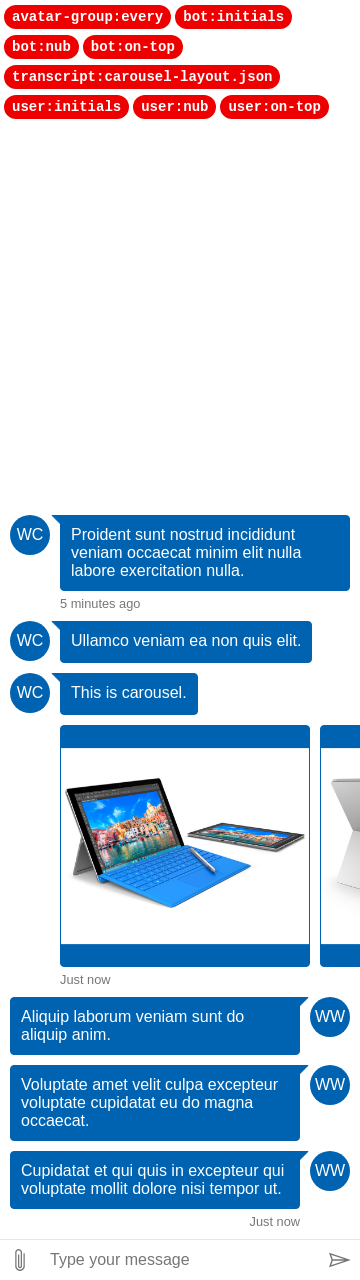 avatar-group:every bot:initials
bot:nub bot:on-top
transcript:carousel-layout.json
user:initials user:nub user:on-top
WC
Proident sunt nostrud incididunt
veniam occaecat minim elit nulla
labore exercitation nulla.
5 minutes ago
WC
Ullamco veniam ea non quis elit.
WC
This is carousel.
Just now
Aliquip laborum veniam sunt do
aliquip anim.
WW
Voluptate amet velit culpa excepteur
voluptate cupidatat eu do magna
occaecat.
WW
Cupidatat et qui quis in excepteur qui
voluptate mollit dolore nisi tempor ut.
WW
Just now
Type your message